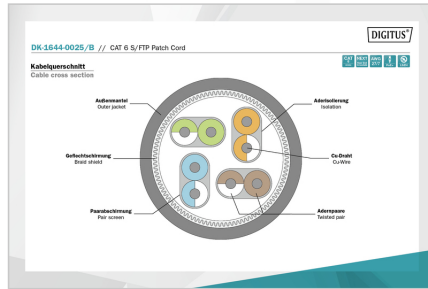 DIGITUS®
DK-1644-0025/B // CAT 6 S/FTP Patch Cord
Kabelquerschnitt
Cable cross section
Außenmantel
Outer jacket
Aderisolierung
Isolation
Geflechtschirmung
Braid shield
Cu-Draht
Cu-Wire
Paarabschirmung
Pair screen
Adernpaare
Twisted pair